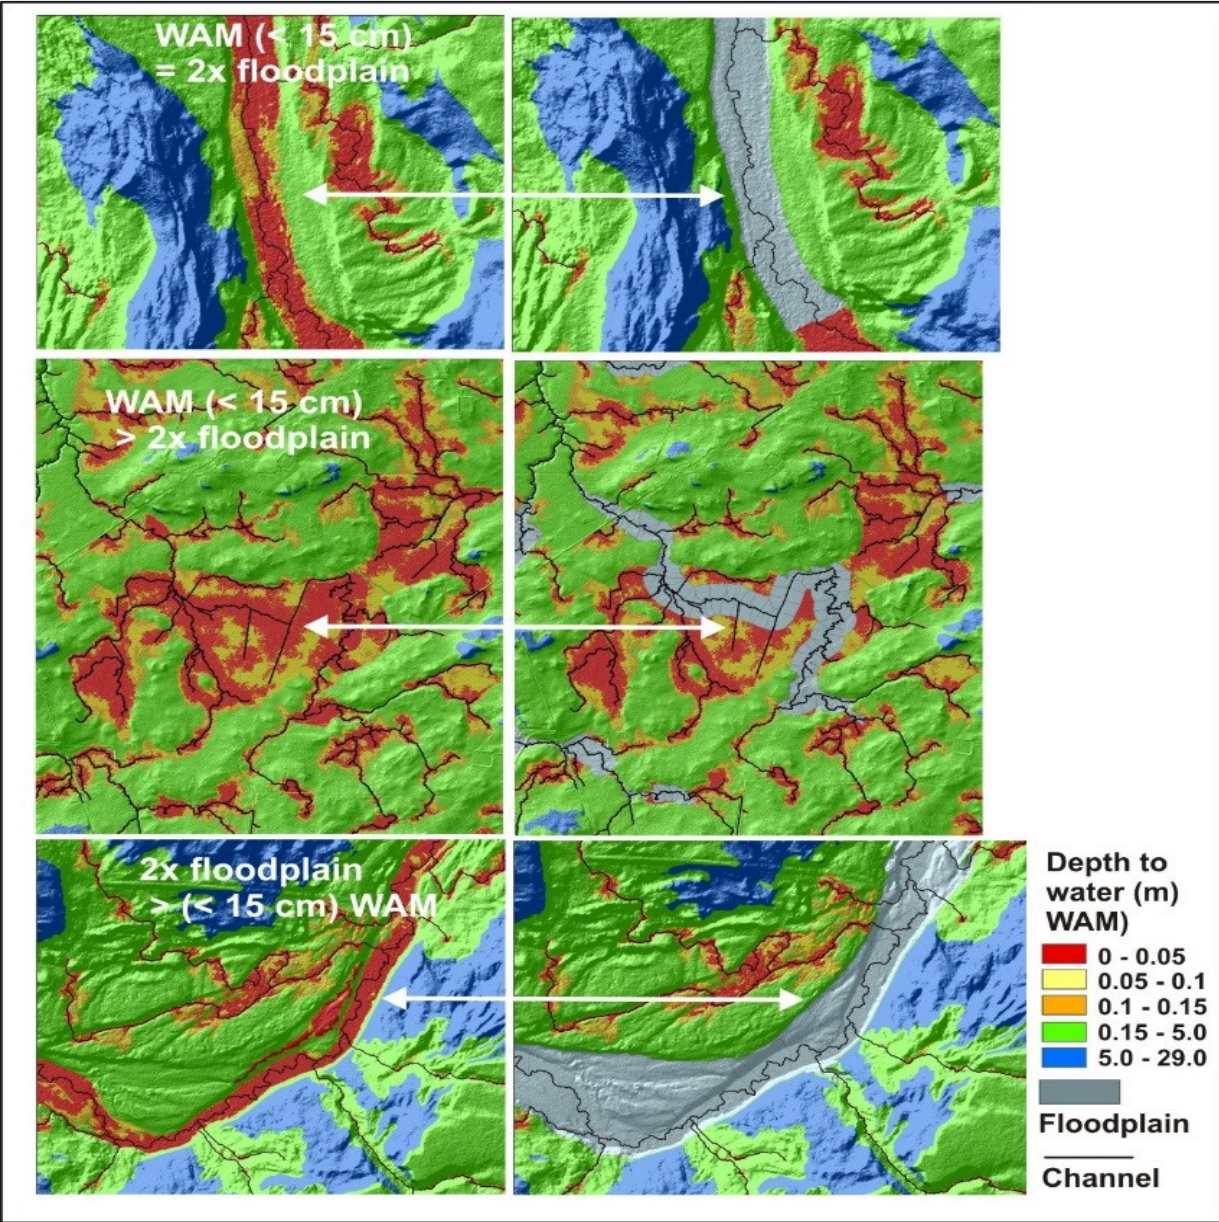 WAM (< 15 cm)
= 2x floodplain
WAM (< 15 cm)
> 2x floodplain
2x floodplain
> (< 15 cm) WAM
Depth to
water (m)
WAM)
0 - 0.05
0.05 - 0.1
0.1 - 0.15
0.15 - 5.0
5.0 - 29.0
Floodplain
Channel